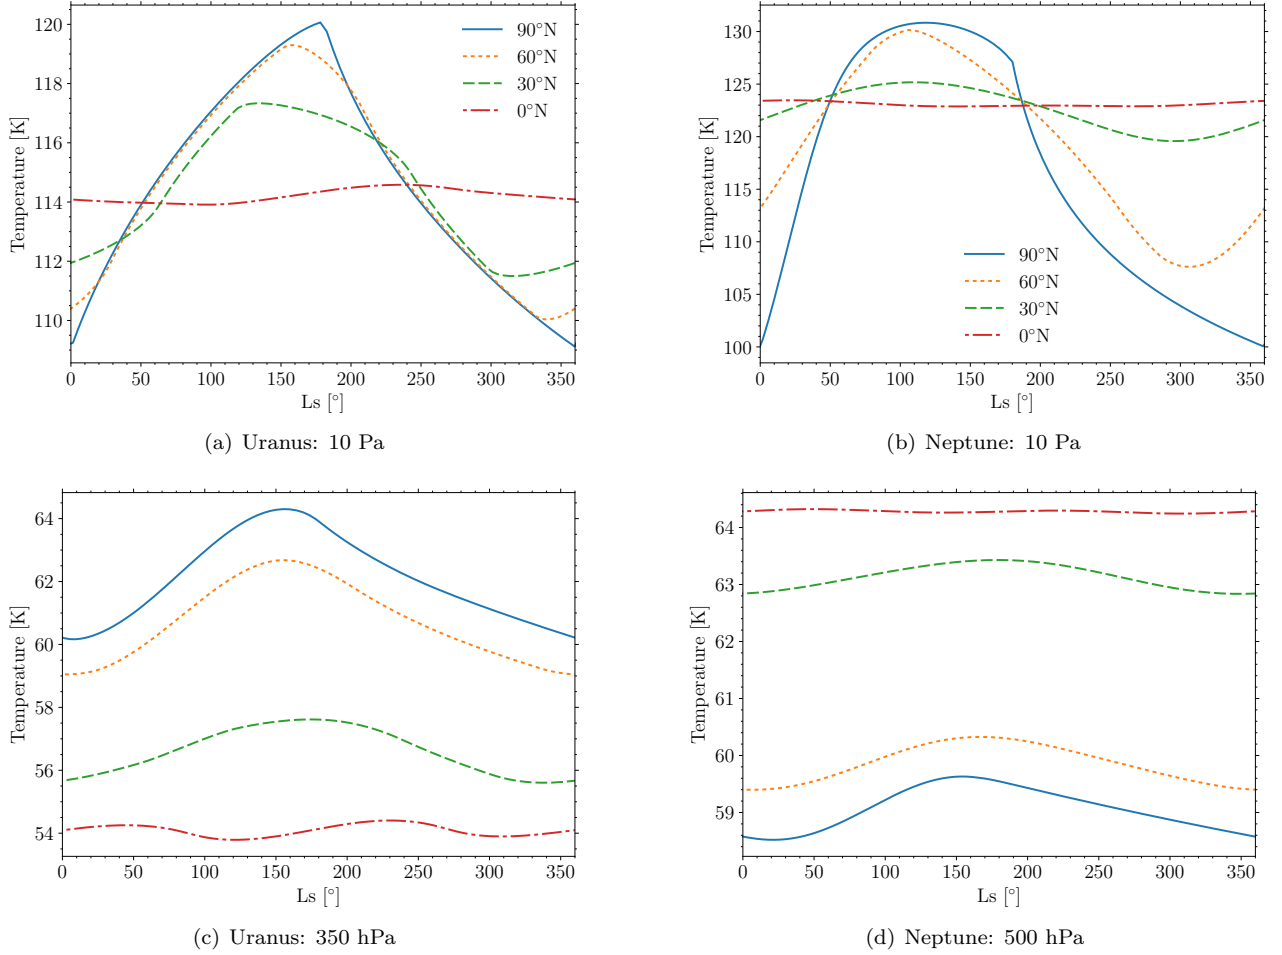 120
118
116
114
112
110
Temperature [K]
90°N
60°N
30°N
0°N
0 50 100 150 200 250 300 350
Ls [°]
(a) Uranus: 10 Pa
130
125
120
115
110
105
100
Temperature [K]
90°N
60°N
30°N
0°N
0 50 100 150 200 250 300 350
Ls [°]
(b) Neptune: 10 Pa
64
62
60
58
56
54
Temperature [K]
0 50 100 150 200 250 300 350
Ls [°]
(c) Uranus: 350 hPa
64
63
62
61
60
59
Temperature [K]
0 50 100 150 200 250 300 350
Ls [°]
(d) Neptune: 500 hPa